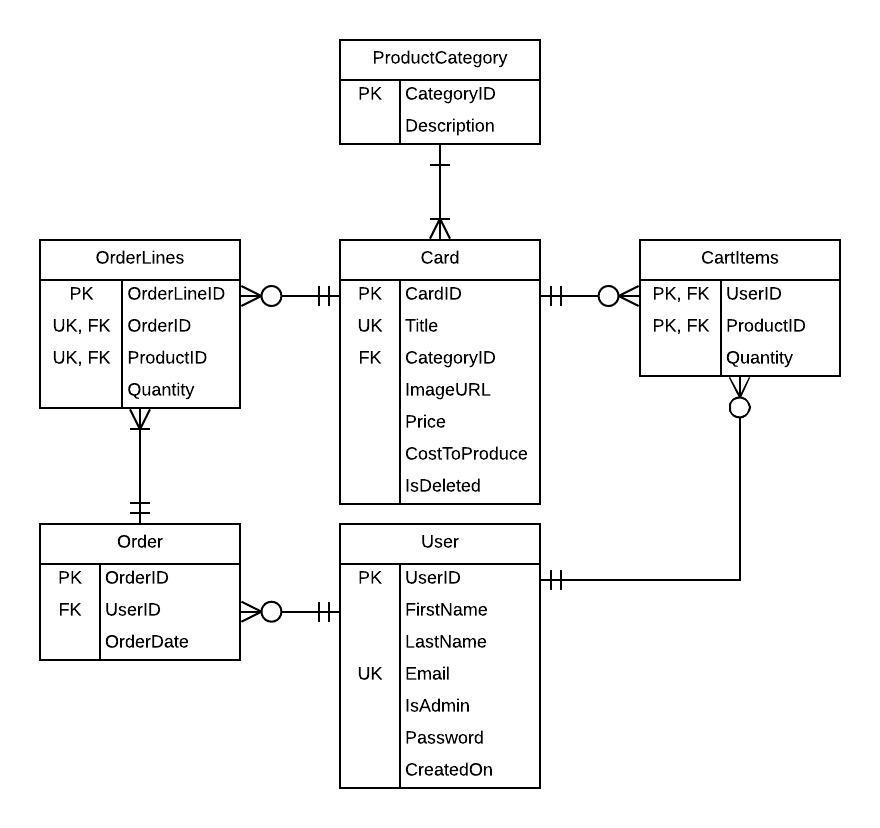 ProductCategory
PK CategoryID
Description
OrderLines
PK OrderLineID
UK, FK OrderID
UK, FK ProductID
Quantity
Card
PK CardID
UK Title
FK CategoryID
ImageURL
Price
CostToProduce
IsDeleted
CartItems
PK, FK UserID
PK, FK ProductID
Quantity
Order
PK OrderID
FK UserID
OrderDate
User
PK UserID
FirstName
LastName
UK Email
IsAdmin
Password
CreatedOn